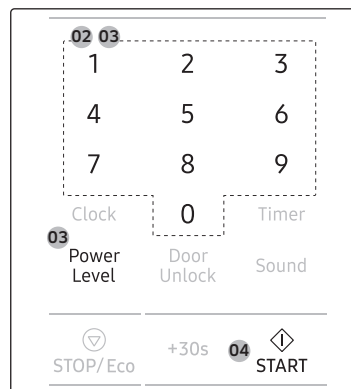 02 03
1 2 3
4 5 6
7 8 9
Clock 0 Timer
03
Power Level Door Unlock Sound
STOP/Eco +30s 04 START